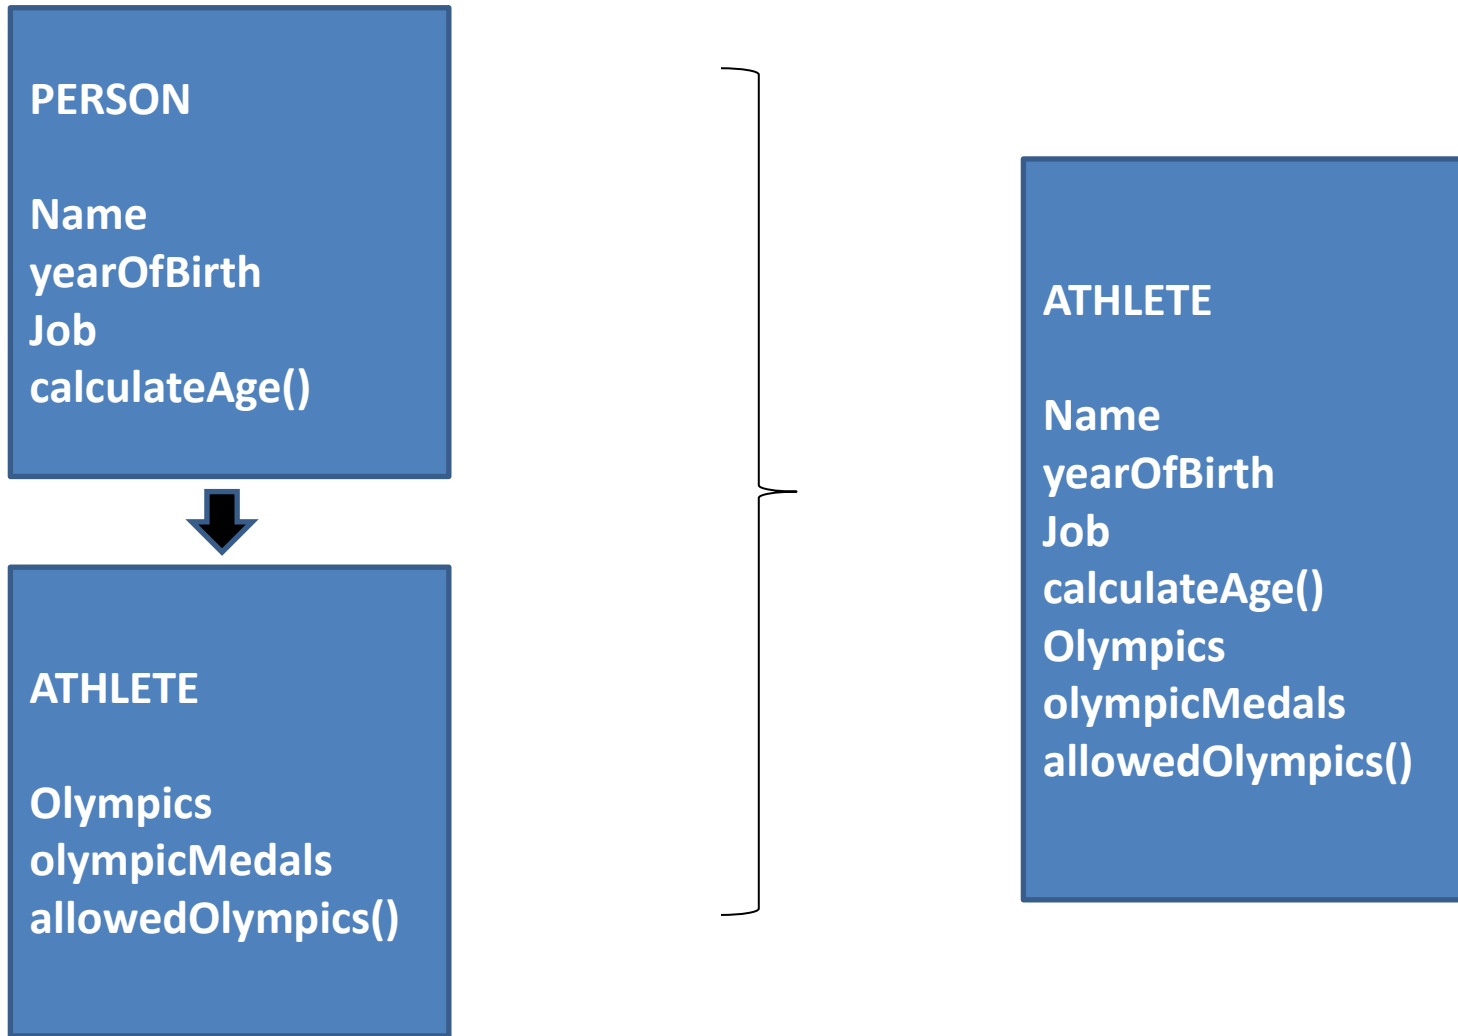 PERSON
Name
yearOfBirth
Job
calculateAge()
ATHLETE
Olympics
olympicMedals
allowedOlympics()
ATHLETE
Name
yearOfBirth
Job
calculateAge()
Olympics
olympicMedals
allowedOlympics()